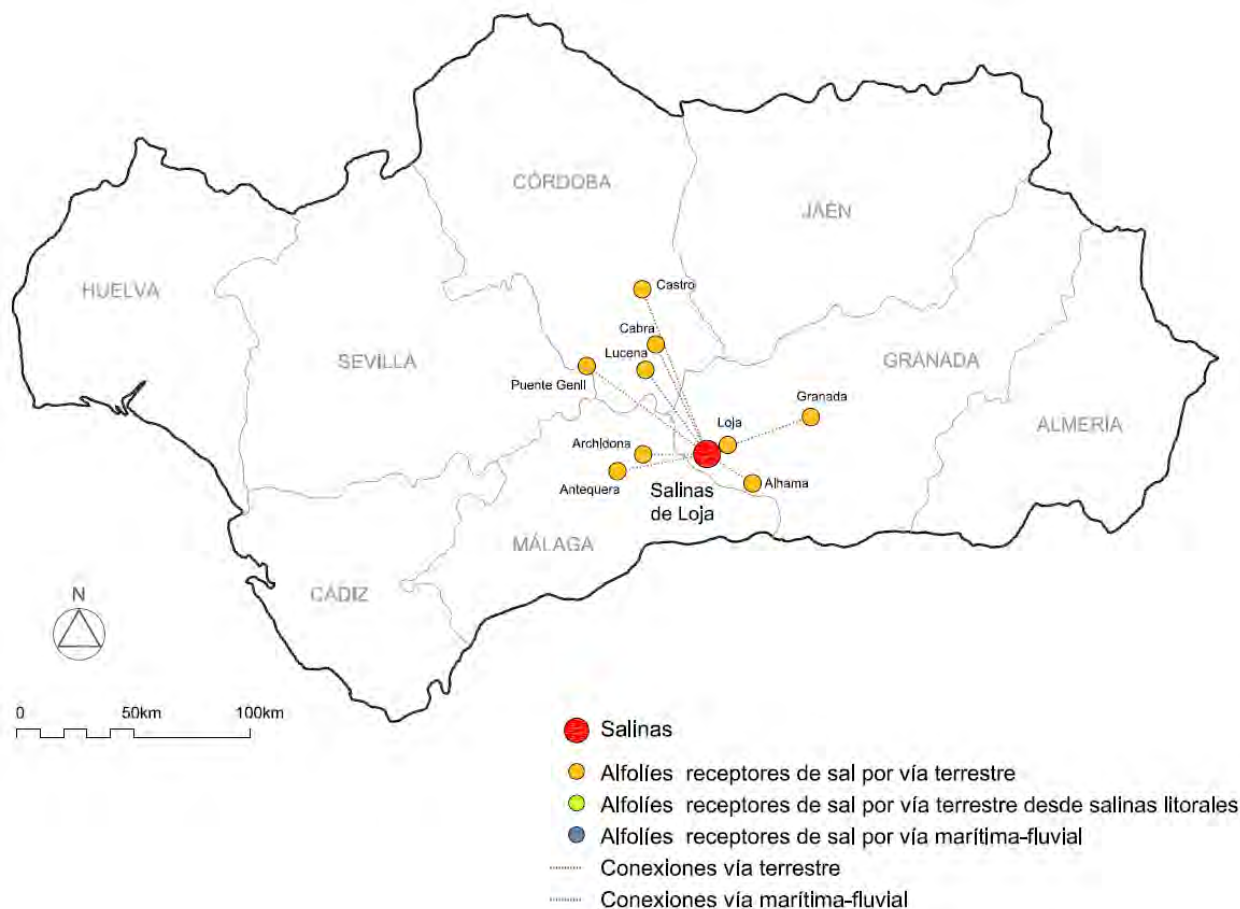 CÓRDOBA
JAÉN
HUELVA
Castro
Cabra
SEVILLA
Lucena
GRANADA
Puente Genil
Granada
Loja
ALMERÍA
Archidona
Antequera
Alhama
Salinas
de Loja
MÁLAGA
CÁDIZ
N
0 50km 100km
Salinas
Alfolíes receptores de sal por vía terrestre
Alfolíes receptores de sal por vía terrestre desde salinas litorales
Alfolíes receptores de sal por vía marítima-fluvial
Conexiones vía terrestre
Conexiones vía marítima-fluvial